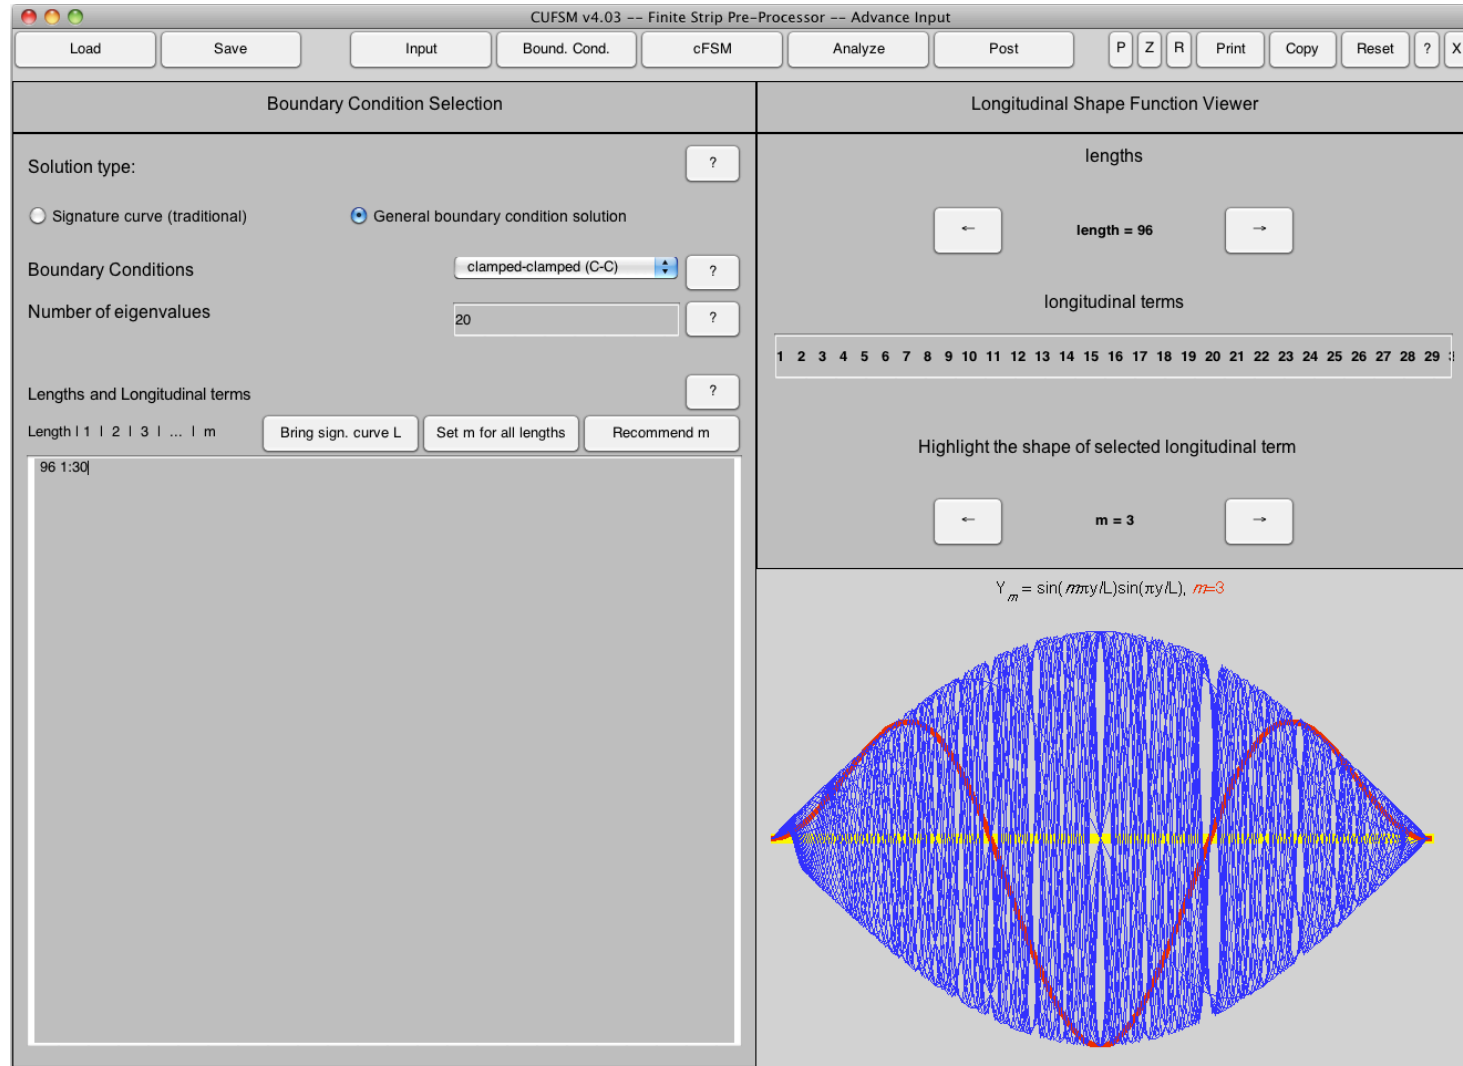 CUFSM v4.03 -- Finite Strip Pre-Processor -- Advance Input
Load Save Input Bound. Cond. cFSM Analyze Post P Z R Print Copy Reset ? X
Boundary Condition Selection
Solution type: ?
Signature curve (traditional) General boundary condition solution
Boundary Conditions clamped-clamped (C-C) ?
Number of eigenvalues 20 ?
Lengths and Longitudinal terms ?
Length | 1 | 2 | 3 | ... | m Bring sign. curve L Set m for all lengths Recommend m
96 1:30
Longitudinal Shape Function Viewer
lengths
← length = 96 →
longitudinal terms
1 2 3 4 5 6 7 8 9 10 11 12 13 14 15 16 17 18 19 20 21 22 23 24 25 26 27 28 29
Highlight the shape of selected longitudinal term
← m = 3 →
Y_m = sin(mπy/L)sin(πy/L), m=3